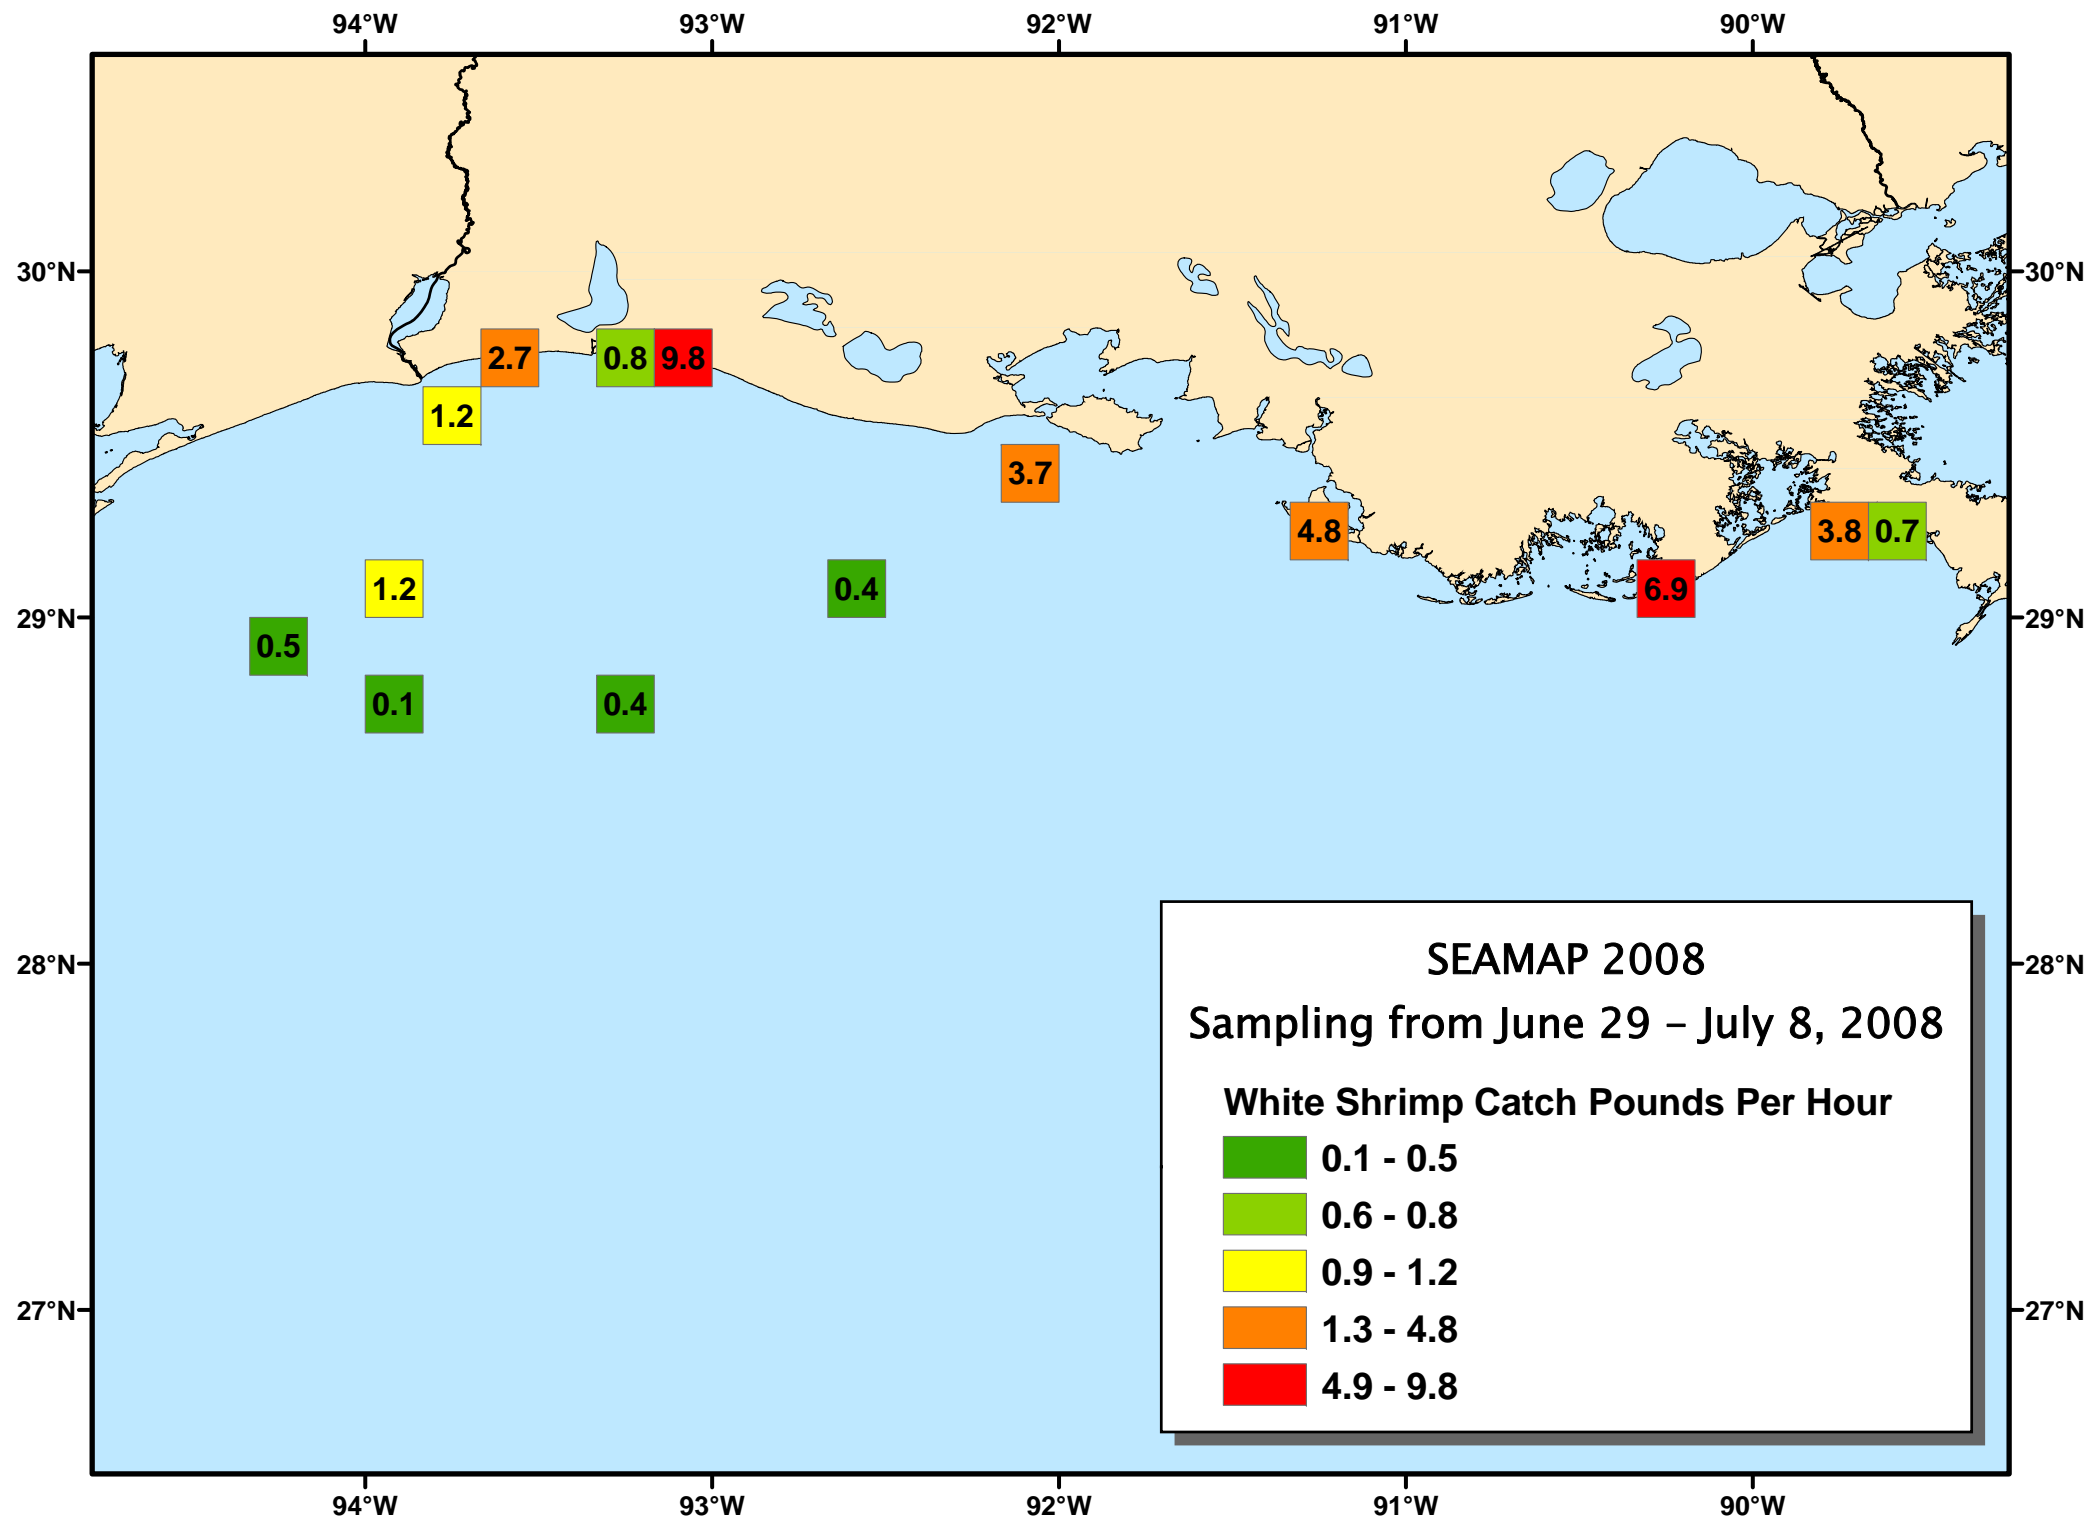 94°W 93°W 92°W 91°W 90°W
30°N 30°N
2.7 0.8 9.8
1.2
3.7
4.8 3.8 0.7
1.2 0.4 6.9
29°N 29°N
0.5
0.1 0.4
28°N 28°N
SEAMAP 2008
Sampling from June 29 – July 8, 2008
White Shrimp Catch Pounds Per Hour
0.1 - 0.5
0.6 - 0.8
0.9 - 1.2
27°N 27°N
1.3 - 4.8
4.9 - 9.8
94°W 93°W 92°W 91°W 90°W